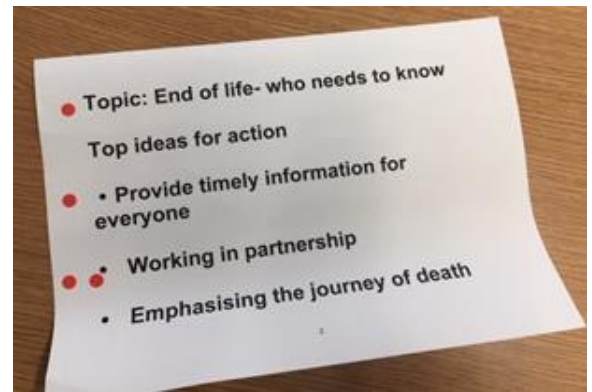 Topic: End of life- who needs to know
Top ideas for action
• Provide timely information for
everyone
• Working in partnership
• Emphasising the journey of death